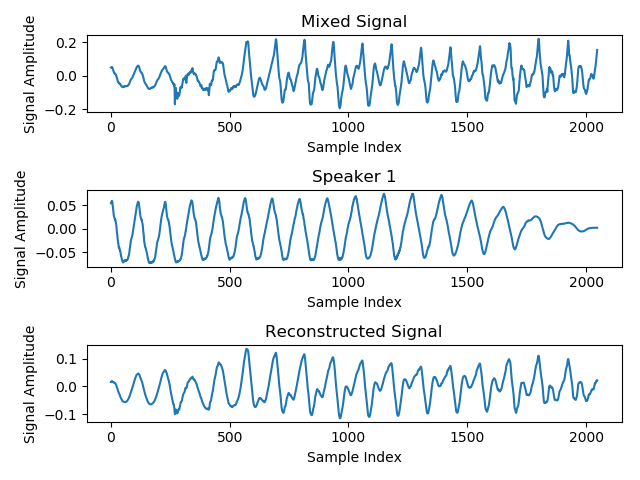 Mixed Signal
Signal Amplitude
0.2
0.0
−0.2
0 500 1000 1500 2000
Sample Index
Speaker 1
Signal Amplitude
0.05
0.00
−0.05
0 500 1000 1500 2000
Sample Index
Reconstructed Signal
Signal Amplitude
0.1
0.0
−0.1
0 500 1000 1500 2000
Sample Index